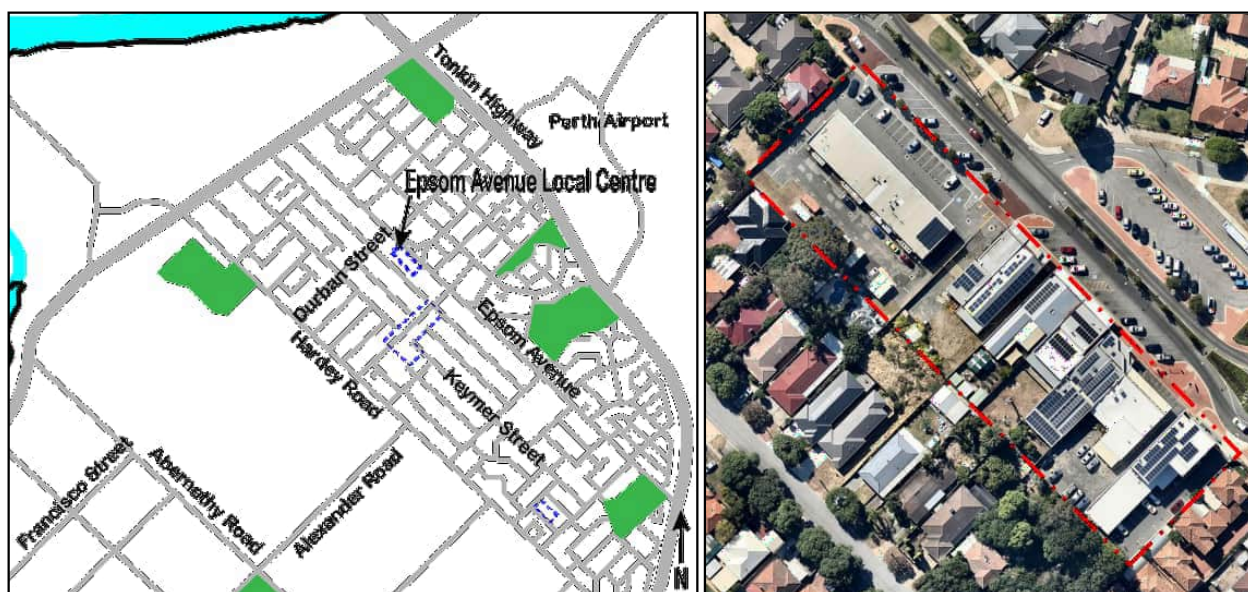 Tonkin Highway
Perth Airport
Epsom Avenue Local Centre
Durban Street
Epsom Avenue
Hardey Road
Keymer Street
Francisco Street
Abernethy Road
Alexander Road
N